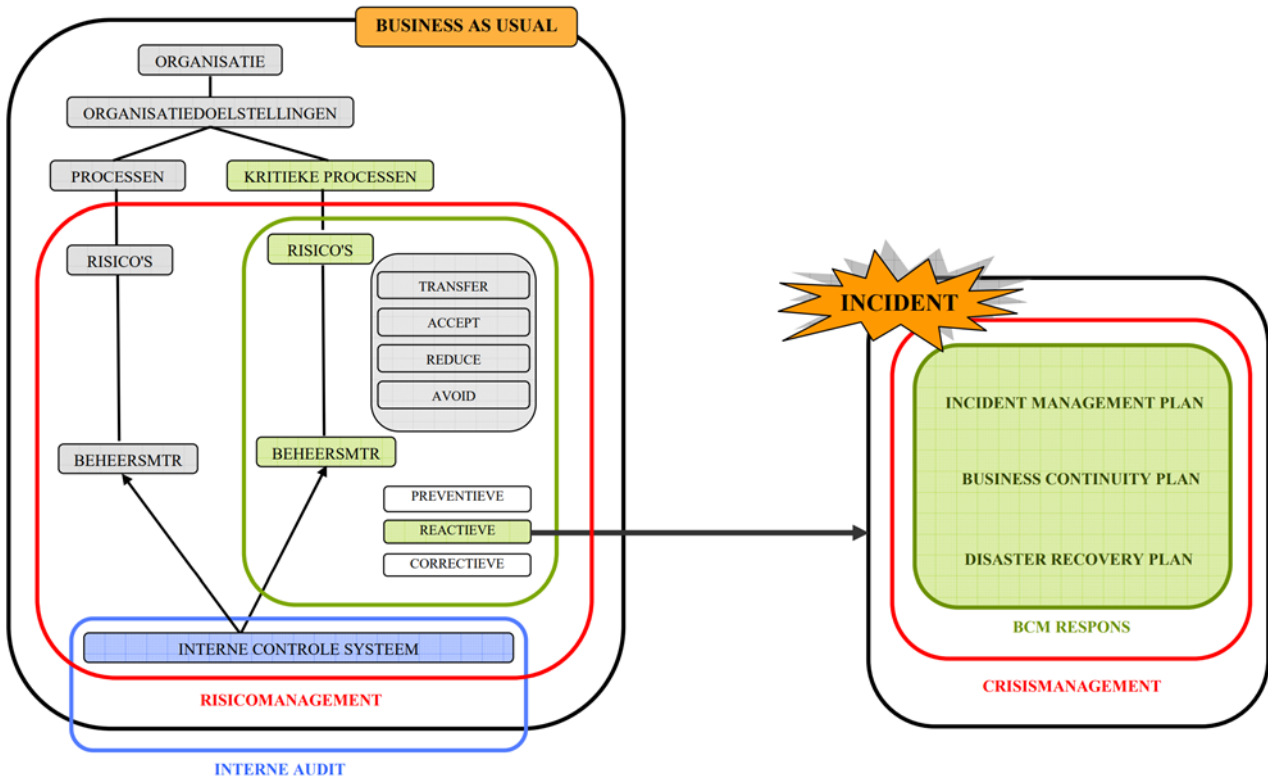 BUSINESS AS USUAL
ORGANISATIE
ORGANISATIEDOELSTELLINGEN
PROCESSEN
KRITIEKE PROCESSEN
RISICO'S
RISICO'S
TRANSFER
ACCEPT
REDUCE
AVOID
BEHEERSMTR
BEHEERSMTR
PREVENTIEVE
REACTIEVE
CORRECTIEVE
INTERNE CONTROLE SYSTEEM
RISICOMANAGEMENT
INTERNE AUDIT
INCIDENT
INCIDENT MANAGEMENT PLAN
BUSINESS CONTINUITY PLAN
DISASTER RECOVERY PLAN
BCM RESPONS
CRISISMANAGEMENT